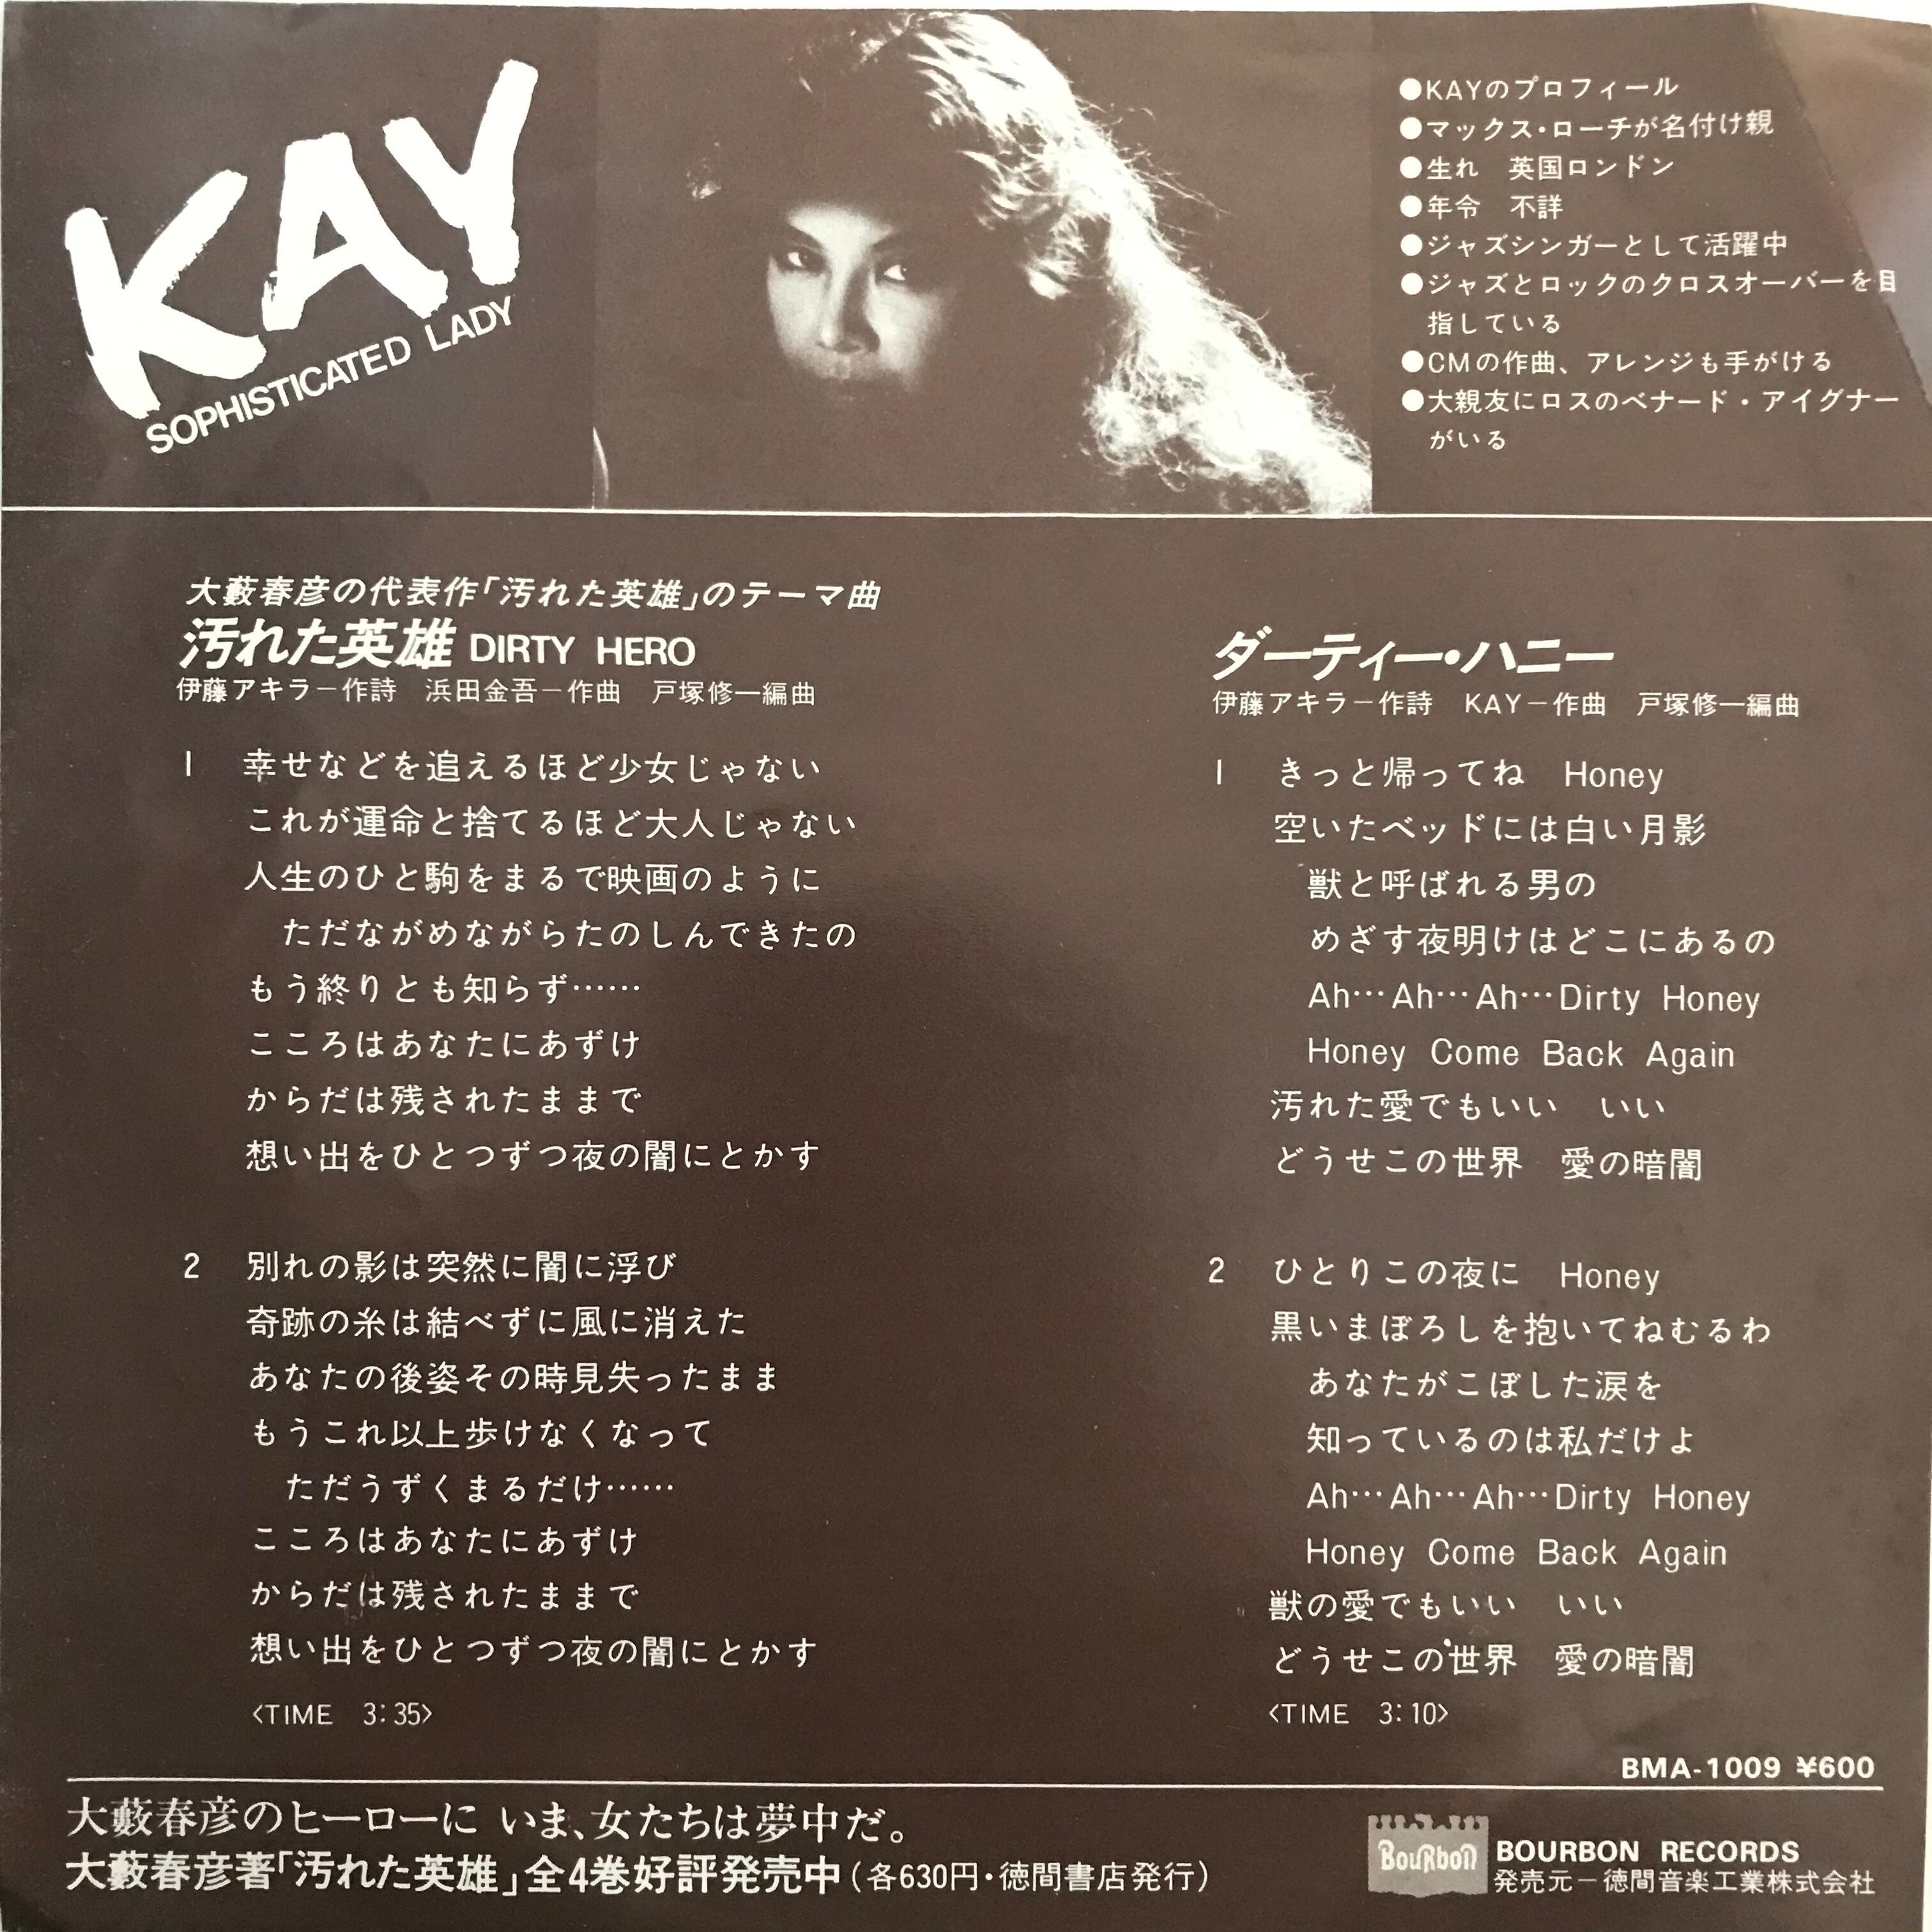 KAY
SOPHISTICATED LADY
●KAYのプロフィール
●マックス・ローチが名付け親
●生れ　英国ロンドン
●年令　不詳
●ジャズシンガーとして活躍中
●ジャズとロックのクロスオーバーを目
指している
●CMの作曲、アレンジも手がける
●大親友にロスのベナード・アイグナー
がいる
大藪春彦の代表作「汚れた英雄」のテーマ曲
汚れた英雄 DIRTY HERO
伊藤アキラ－作詩　浜田金吾－作曲　戸塚修一編曲
1　幸せなどを追えるほど少女じゃない
これが運命と捨てるほど大人じゃない
人生のひと駒をまるで映画のように
ただながめながらたのしんできたの
もう終りとも知らず……
こころはあなたにあずけ
からだは残されたままで
想い出をひとつずつ夜の闇にとかす
2　別れの影は突然に闇に浮び
奇跡の糸は結べずに風に消えた
あなたの後姿その時見失ったまま
もうこれ以上歩けなくなって
ただうずくまるだけ……
こころはあなたにあずけ
からだは残されたままで
想い出をひとつずつ夜の闇にとかす
〈TIME　3:35〉
ダーティー・ハニー
伊藤アキラ－作詩　KAY－作曲　戸塚修一編曲
1　きっと帰ってね　Honey
空いたベッドには白い月影
獣と呼ばれる男の
めざす夜明けはどこにあるの
Ah…Ah…Ah…Dirty Honey
Honey Come Back Again
汚れた愛でもいい　いい
どうせこの世界　愛の暗闇
2　ひとりこの夜に　Honey
黒いまぼろしを抱いてねむるわ
あなたがこぼした涙を
知っているのは私だけよ
Ah…Ah…Ah…Dirty Honey
Honey Come Back Again
獣の愛でもいい　いい
どうせこの世界　愛の暗闇
〈TIME　3:10〉
BMA-1009 ¥600
大藪春彦のヒーローに いま、女たちは夢中だ。
大藪春彦著「汚れた英雄」全4巻好評発売中（各630円・徳間書店発行）
BouRbon
BOURBON RECORDS
発売元－徳間音楽工業株式会社